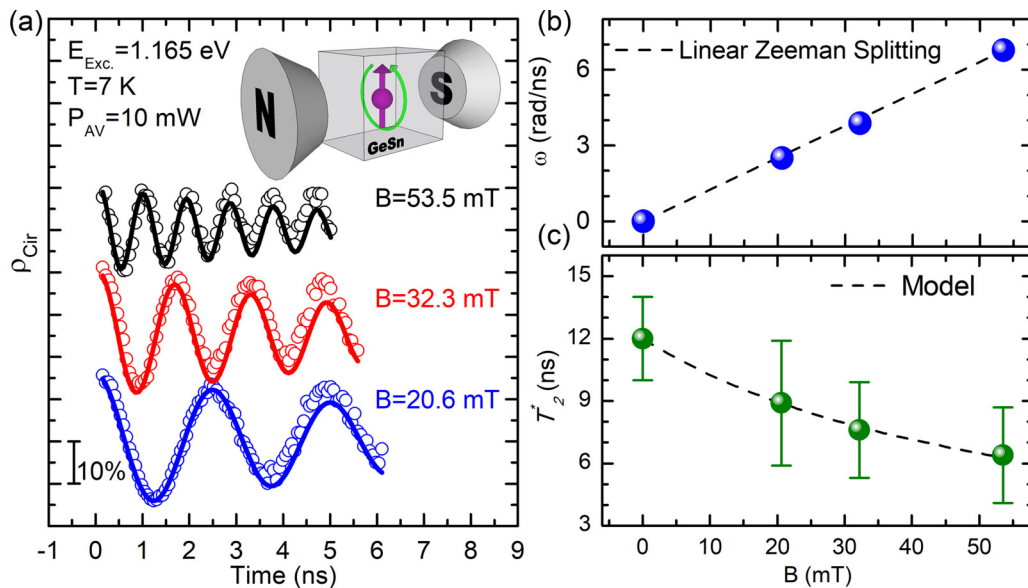 (a)
E_Exc.=1.165 eV
T=7 K
P_AV=10 mW
N
S
GeSn
B=53.5 mT
B=32.3 mT
B=20.6 mT
10%
ρ_Cir
-1 0 1 2 3 4 5 6 7 8 9
Time (ns)
(b)
Linear Zeeman Splitting
6
3
0
ω (rad/ns)
(c)
Model
15
12
9
6
3
T*_2 (ns)
0 10 20 30 40 50
B (mT)